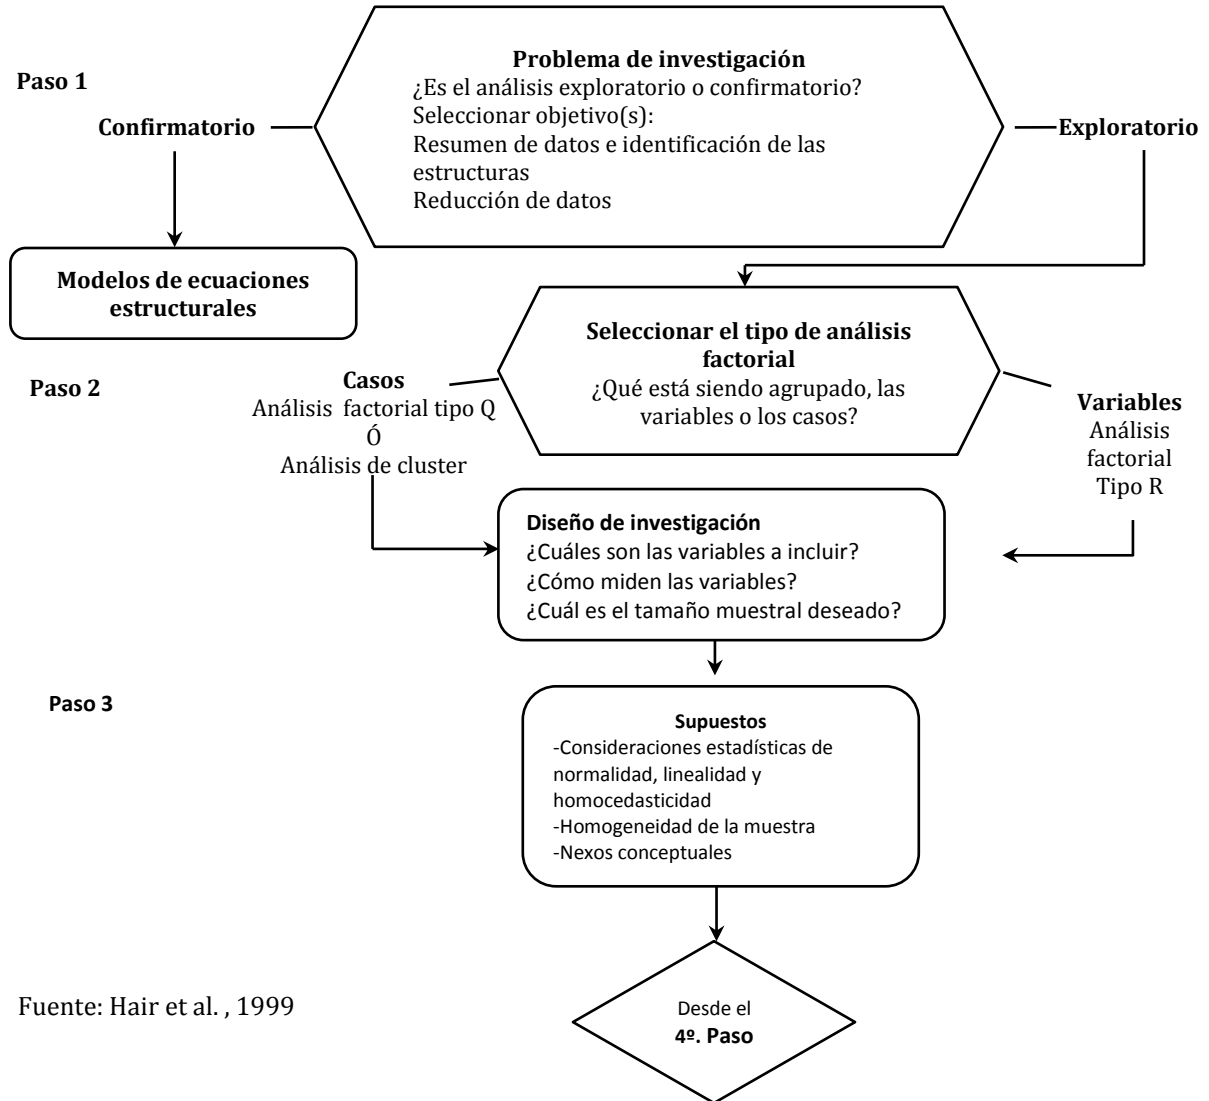 Problema de investigación
Paso 1
¿Es el análisis exploratorio o confirmatorio?
Seleccionar objetivo(s):
Confirmatorio
Exploratorio
Resumen de datos e identificación de las
estructuras
Reducción de datos
Modelos de ecuaciones
estructurales
Seleccionar el tipo de análisis
factorial
¿Qué está siendo agrupado, las
variables o los casos?
Paso 2
Casos
Análisis factorial tipo Q
Ó
Análisis de cluster
Variables
Análisis
factorial
Tipo R
Diseño de investigación
¿Cuáles son las variables a incluir?
¿Cómo miden las variables?
¿Cuál es el tamaño muestral deseado?
Paso 3
Supuestos
-Consideraciones estadísticas de
normalidad, linealidad y
homocedasticidad
-Homogeneidad de la muestra
-Nexos conceptuales
Desde el
4º. Paso
Fuente: Hair et al. , 1999